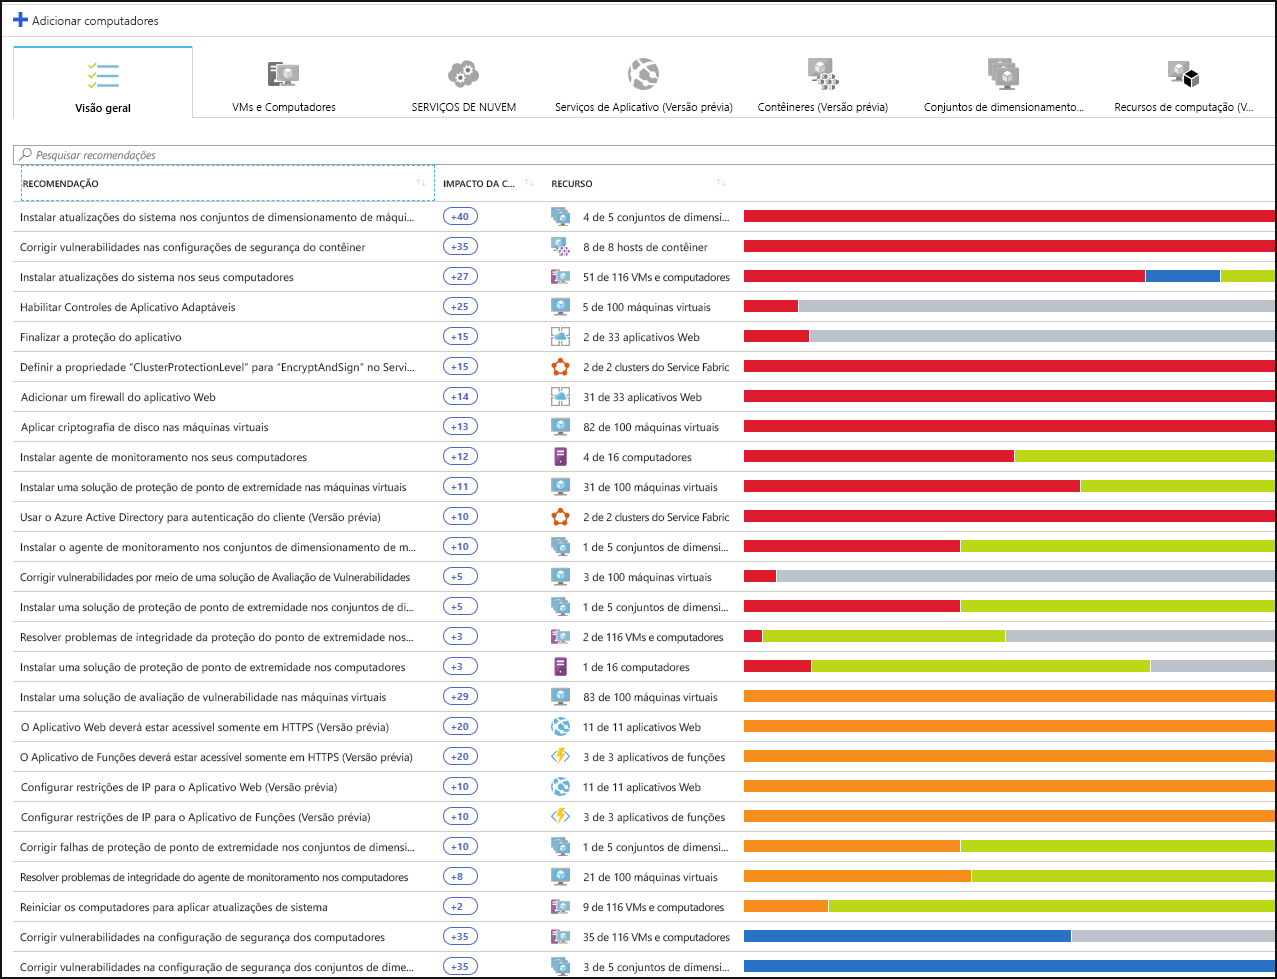 Adicionar computadores
Visão geral
VMs e Computadores
SERVIÇOS DE NUVEM
Serviços de Aplicativo (Versão prévia)
Contêineres (Versão prévia)
Conjuntos de dimensionamento...
Recursos de computação (V...
Pesquisar recomendações
RECOMENDAÇÃO IMPACTO DA C... RECURSO
Instalar atualizações do sistema nos conjuntos de dimensionamento de máqui... +40 4 de 5 conjuntos de dimensi...
Corrigir vulnerabilidades nas configurações de segurança do contêiner +35 8 de 8 hosts de contêiner
Instalar atualizações do sistema nos seus computadores +27 51 de 116 VMs e computadores
Habilitar Controles de Aplicativo Adaptáveis +25 5 de 100 máquinas virtuais
Finalizar a proteção do aplicativo +15 2 de 33 aplicativos Web
Definir a propriedade “ClusterProtectionLevel” para “EncryptAndSign” no Servi... +15 2 de 2 clusters do Service Fabric
Adicionar um firewall do aplicativo Web +14 31 de 33 aplicativos Web
Aplicar criptografia de disco nas máquinas virtuais +13 82 de 100 máquinas virtuais
Instalar agente de monitoramento nos seus computadores +12 4 de 16 computadores
Instalar uma solução de proteção de ponto de extremidade nas máquinas virtuais +11 31 de 100 máquinas virtuais
Usar o Azure Active Directory para autenticação do cliente (Versão prévia) +10 2 de 2 clusters do Service Fabric
Instalar o agente de monitoramento nos conjuntos de dimensionamento de m... +10 1 de 5 conjuntos de dimensi...
Corrigir vulnerabilidades por meio de uma solução de Avaliação de Vulnerabilidades +5 3 de 100 máquinas virtuais
Instalar uma solução de proteção de ponto de extremidade nos conjuntos de di... +5 1 de 5 conjuntos de dimensi...
Resolver problemas de integridade da proteção do ponto de extremidade nos... +3 2 de 116 VMs e computadores
Instalar uma solução de proteção de ponto de extremidade nos computadores +3 1 de 16 computadores
Instalar uma solução de avaliação de vulnerabilidade nas máquinas virtuais +29 83 de 100 máquinas virtuais
O Aplicativo Web deverá estar acessível somente em HTTPS (Versão prévia) +20 11 de 11 aplicativos Web
O Aplicativo de Funções deverá estar acessível somente em HTTPS (Versão prévia) +20 3 de 3 aplicativos de funções
Configurar restrições de IP para o Aplicativo Web (Versão prévia) +10 11 de 11 aplicativos Web
Configurar restrições de IP para o Aplicativo de Funções (Versão prévia) +10 3 de 3 aplicativos de funções
Corrigir falhas de proteção de ponto de extremidade nos conjuntos de dimensi... +10 1 de 5 conjuntos de dimensi...
Resolver problemas de integridade do agente de monitoramento nos computadores +8 21 de 100 máquinas virtuais
Reiniciar os computadores para aplicar atualizações de sistema +2 9 de 116 VMs e computadores
Corrigir vulnerabilidades na configuração de segurança dos computadores +35 35 de 116 VMs e computadores
Corrigir vulnerabilidades na configuração de segurança dos conjuntos de dime... +35 3 de 5 conjuntos de dimensi...